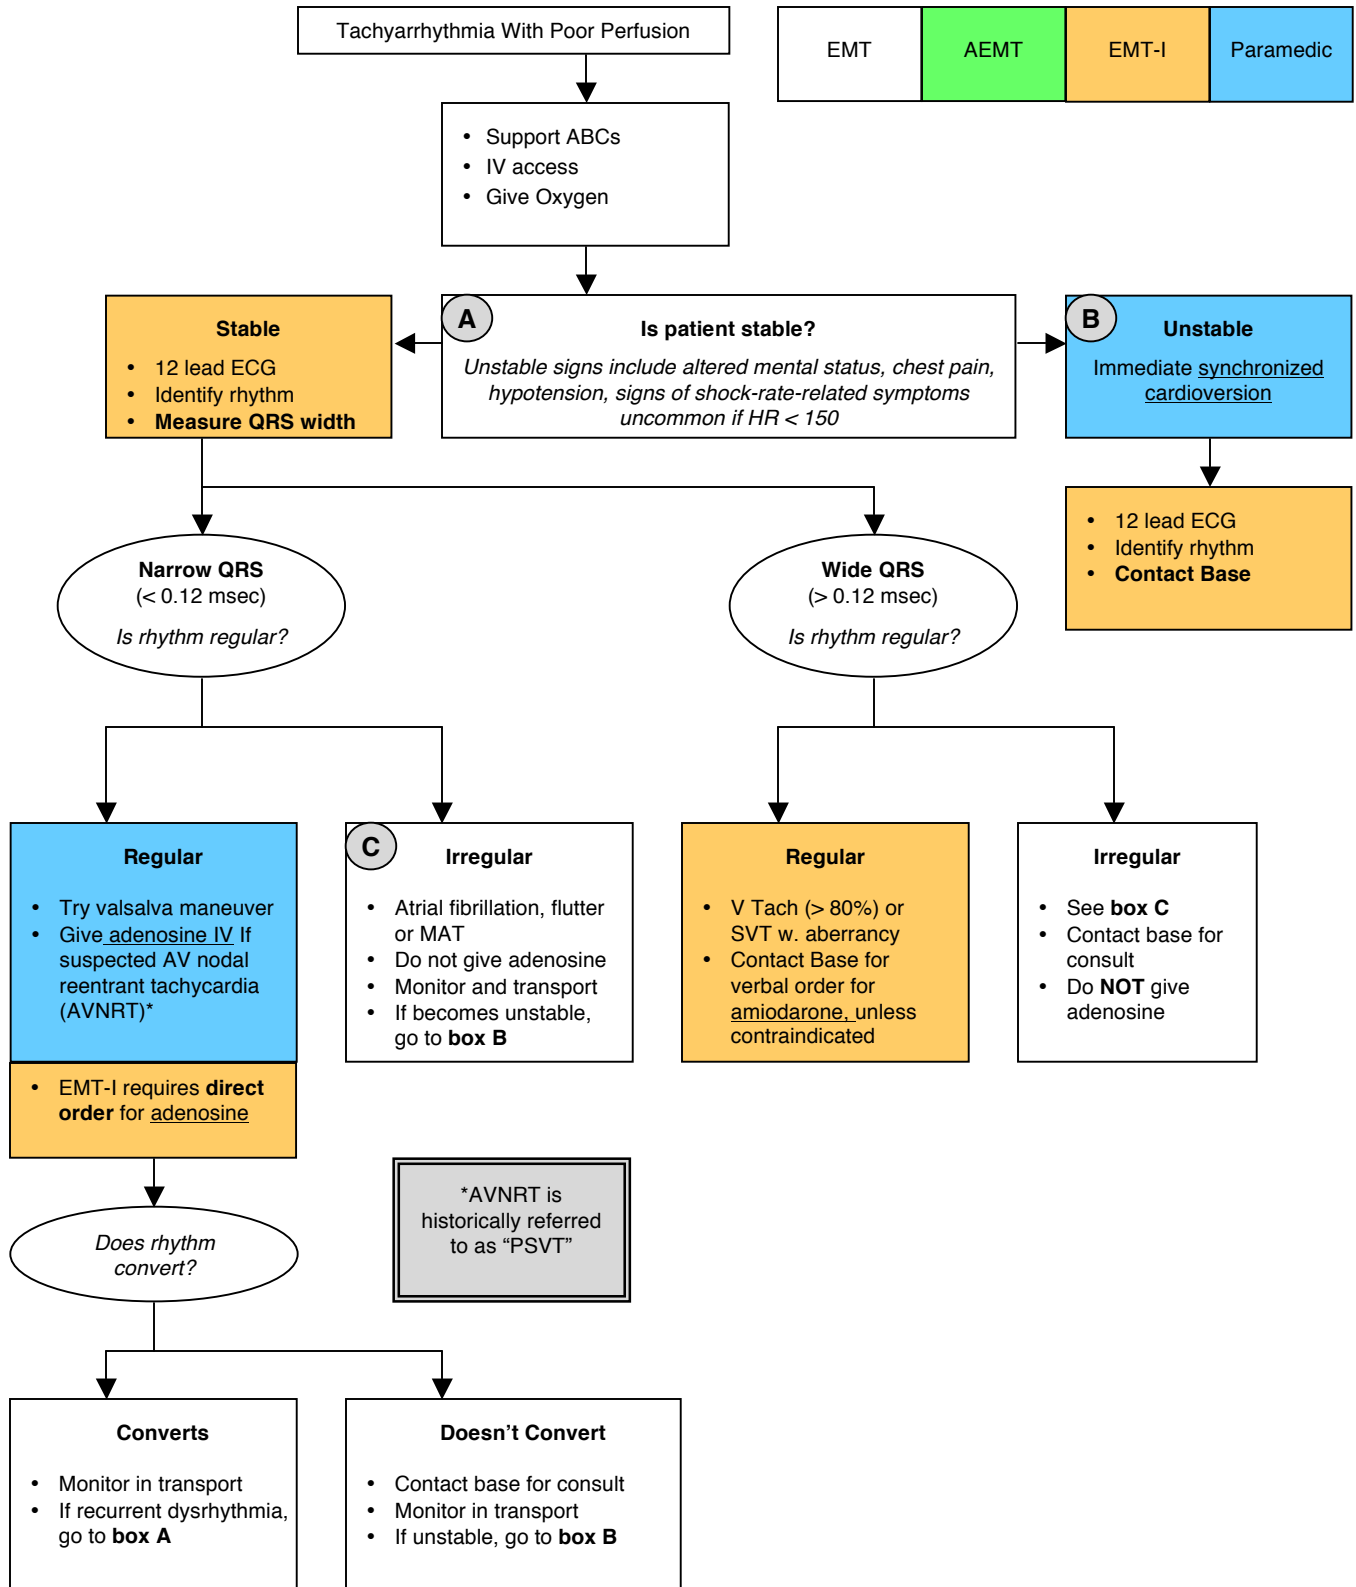 Tachyarrhythmia With Poor Perfusion
EMT
AEMT
EMT-I
Paramedic
• Support ABCs
• IV access
• Give Oxygen
Stable
• 12 lead ECG
• Identify rhythm
• Measure QRS width
A
Is patient stable?
Unstable signs include altered mental status, chest pain,
hypotension, signs of shock-rate-related symptoms
uncommon if HR < 150
B
Unstable
Immediate synchronized
cardioversion
• 12 lead ECG
• Identify rhythm
• Contact Base
Narrow QRS
(< 0.12 msec)
Is rhythm regular?
Wide QRS
(> 0.12 msec)
Is rhythm regular?
Regular
• Try valsalva maneuver
• Give adenosine IV If
suspected AV nodal
reentrant tachycardia
(AVNRT)*
• EMT-I requires direct
order for adenosine
C
Irregular
• Atrial fibrillation, flutter
or MAT
• Do not give adenosine
• Monitor and transport
• If becomes unstable,
go to box B
Regular
• V Tach (> 80%) or
SVT w. aberrancy
• Contact Base for
verbal order for
amiodarone, unless
contraindicated
Irregular
• See box C
• Contact base for
consult
• Do NOT give
adenosine
*AVNRT is
historically referred
to as “PSVT”
Does rhythm
convert?
Converts
• Monitor in transport
• If recurrent dysrhythmia,
go to box A
Doesn’t Convert
• Contact base for consult
• Monitor in transport
• If unstable, go to box B